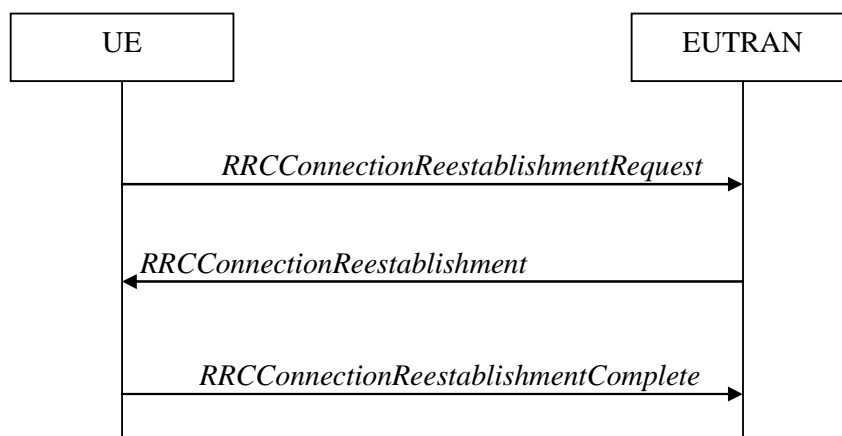 UE
EUTRAN
RRCConnectionReestablishmentRequest
RRCConnectionReestablishment
RRCConnectionReestablishmentComplete